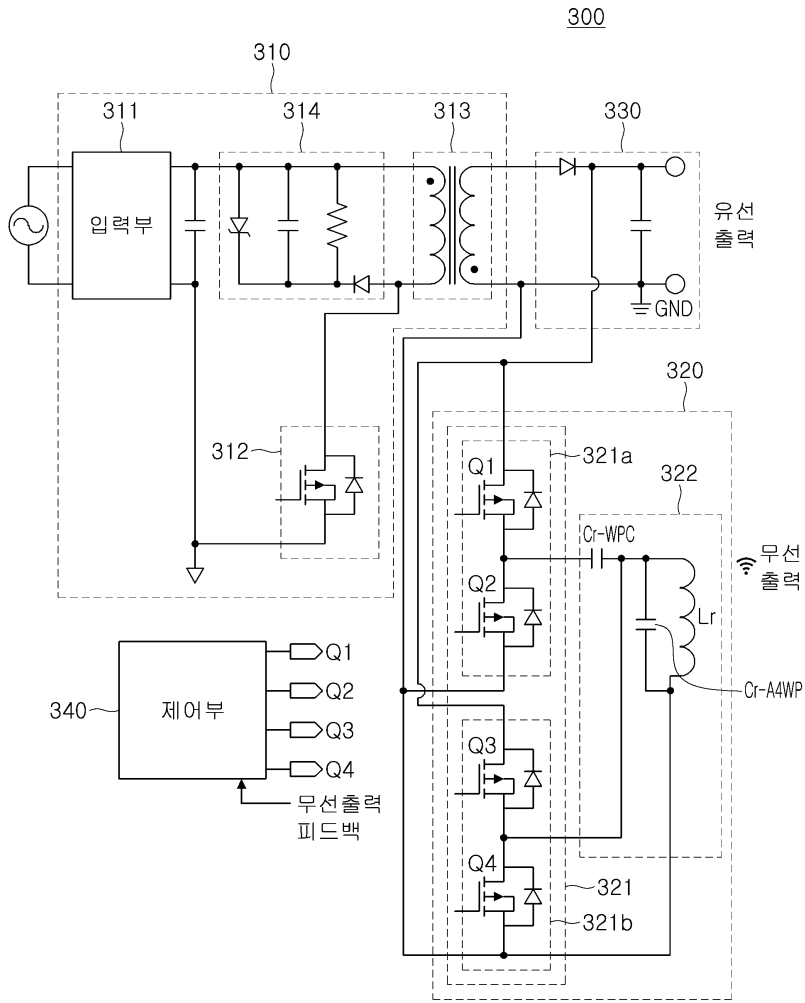 300
310
311
314
313
330
입력부
유선
출력
GND
320
312
Q1
321a
322
Cr-WPC
무선
출력
Q2
Lr
Cr-A4WP
340
제어부
Q1
Q2
Q3
Q4
무선출력
피드백
Q3
Q4
321
321b